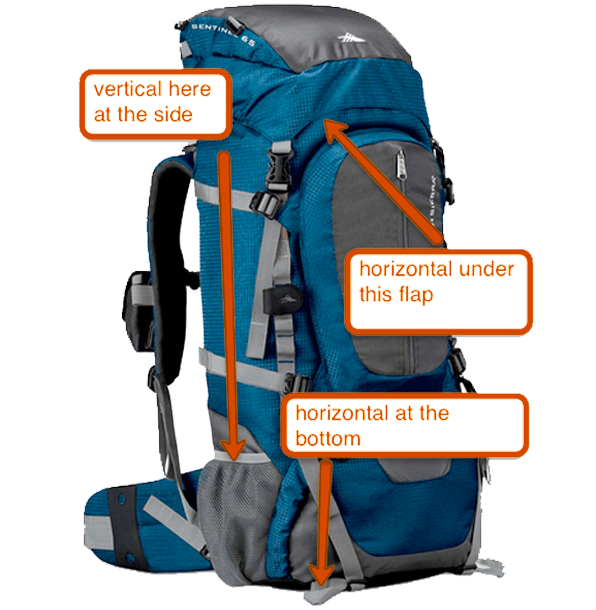 SENTINEL 65
vertical here
at the side
horizontal under
this flap
horizontal at the
bottom